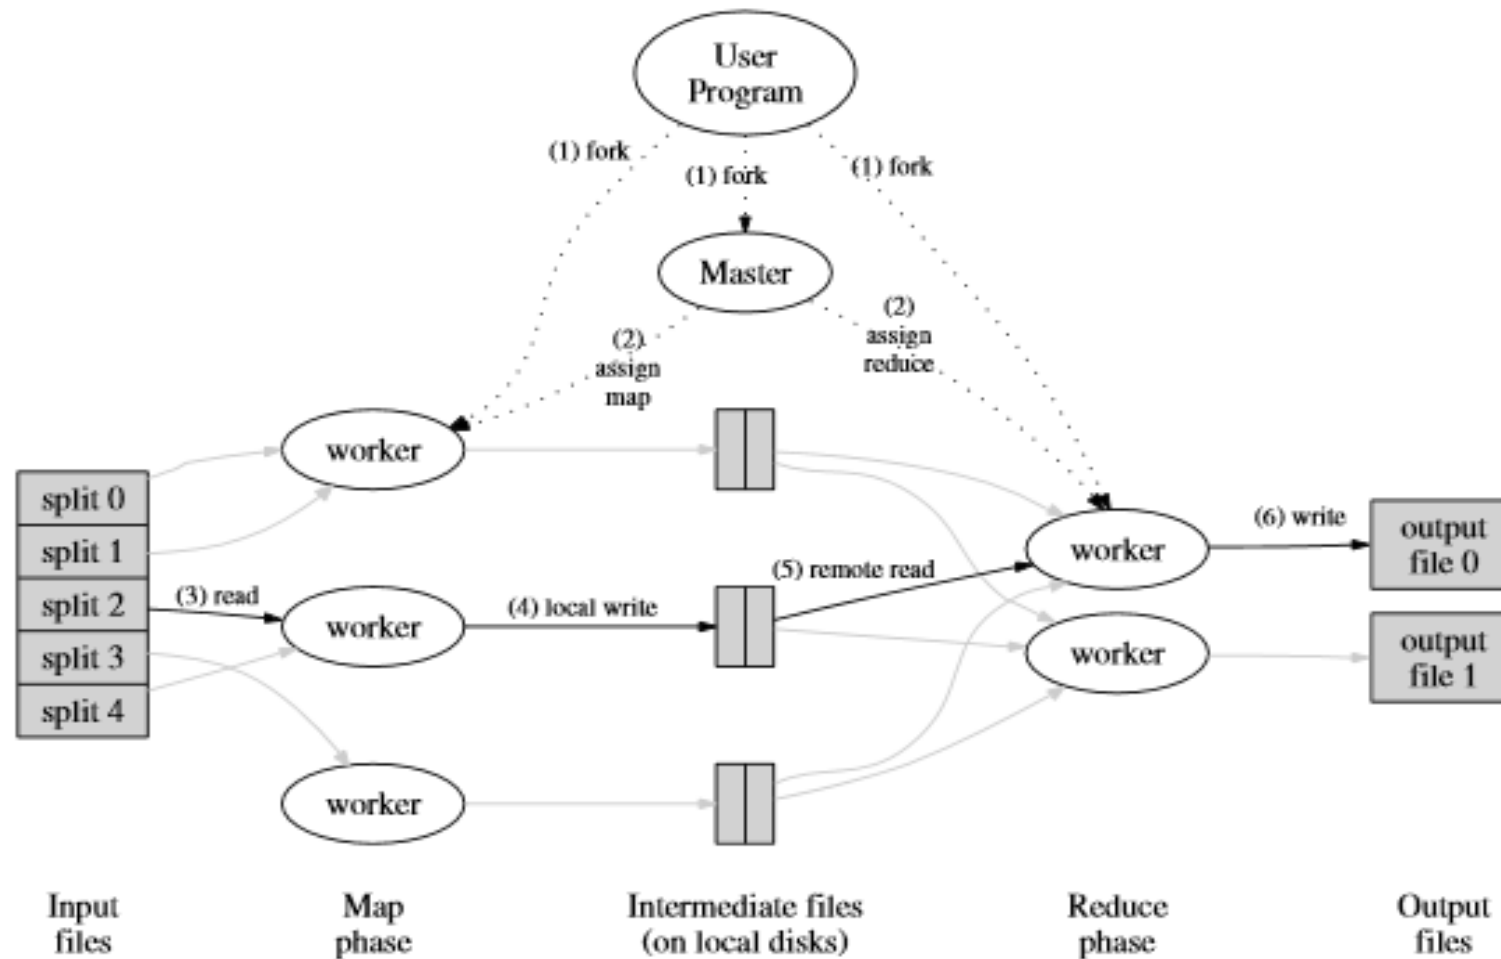 User
Program
(1) fork
(1) fork
(1) fork
Master
(2)
assign
map
(2)
assign
reduce
worker
split 0
split 1
split 2
split 3
split 4
(3) read
worker
(4) local write
(5) remote read
worker
(6) write
output
file 0
worker
output
file 1
worker
Input
files
Map
phase
Intermediate files
(on local disks)
Reduce
phase
Output
files